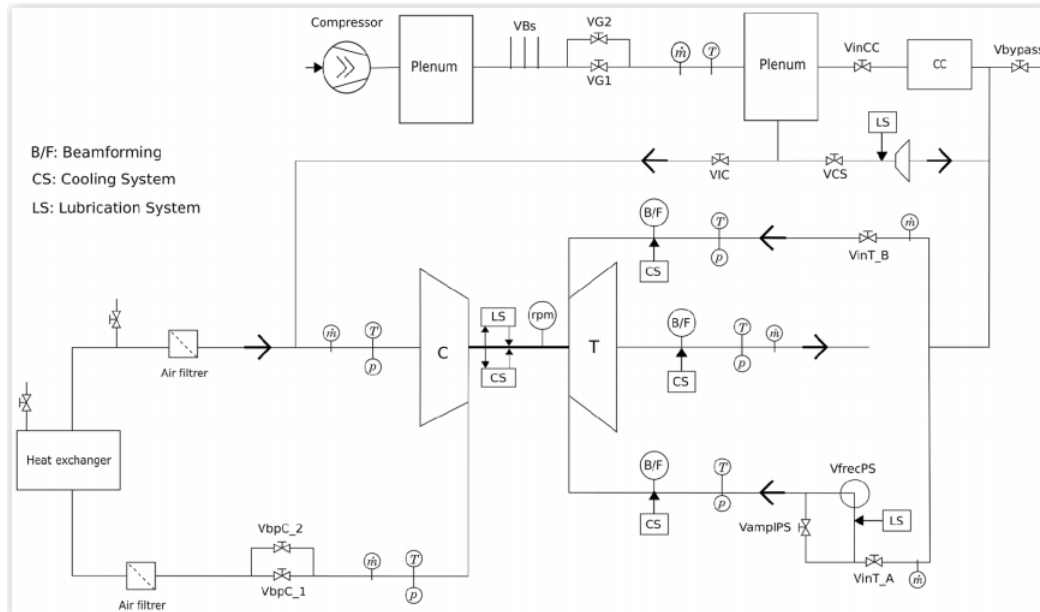 Compressor
Plenum
VBs
VG2
VG1
ṁ
T
Plenum
VinCC
CC
Vbypass
B/F: Beamforming
CS: Cooling System
LS: Lubrication System
VIC
VCS
LS
B/F
CS
T
p
VinT_B
ṁ
Air filtrer
ṁ
T
p
C
LS
CS
rpm
T
B/F
CS
T
p
ṁ
Heat exchanger
B/F
CS
T
p
VfrecPS
VamplPS
LS
VinT_A
ṁ
Air filtrer
VbpC_2
VbpC_1
ṁ
T
p